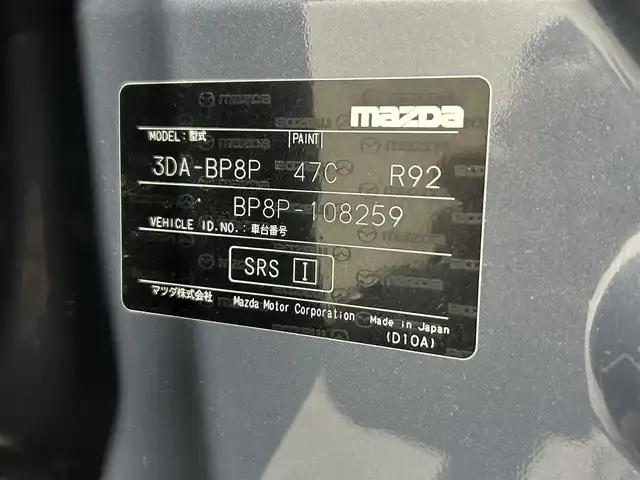 mazda
MODEL:型式 PAINT
3DA-BP8P 47C R92
BP8P-108259
VEHICLE ID.NO.:車台番号
SRS I
マツダ株式会社 Mazda Motor Corporation Made in Japan
(D10A)